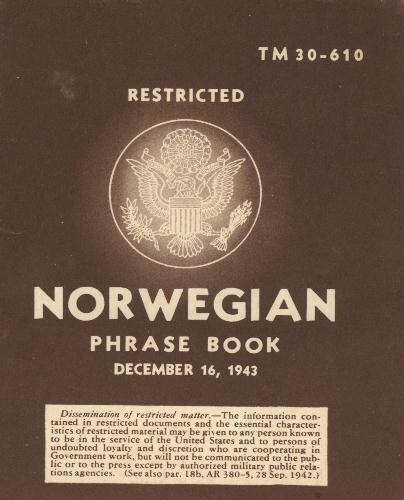 TM 30-610
RESTRICTED
NORWEGIAN
PHRASE BOOK
DECEMBER 16, 1943
Dissemination of restricted matter.—The information con-
tained in restricted documents and the essential character-
istics of restricted material may be given to any person known
to be in the service of the United States and to persons of
undoubted loyalty and discretion who are cooperating in
Government work, but will not be communicated to the pub-
lic or to the press except by authorized military public rela-
tions agencies. (See also par. 18b, AR 380-5, 28 Sep. 1942.)